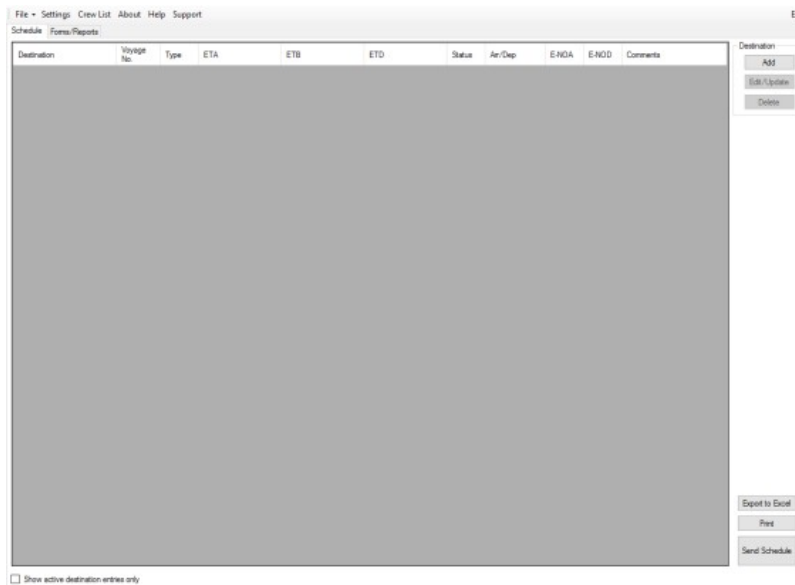 File Settings Crew List About Help Support E
Schedule Forms/Reports
Destination Voyage No. Type ETA ETB ETD Status Arr/Dep E-NOA E-NOD Comments
Destination
Add
Edit/Update
Delete
Export to Excel
Print
Send Schedule
Show active destination entries only